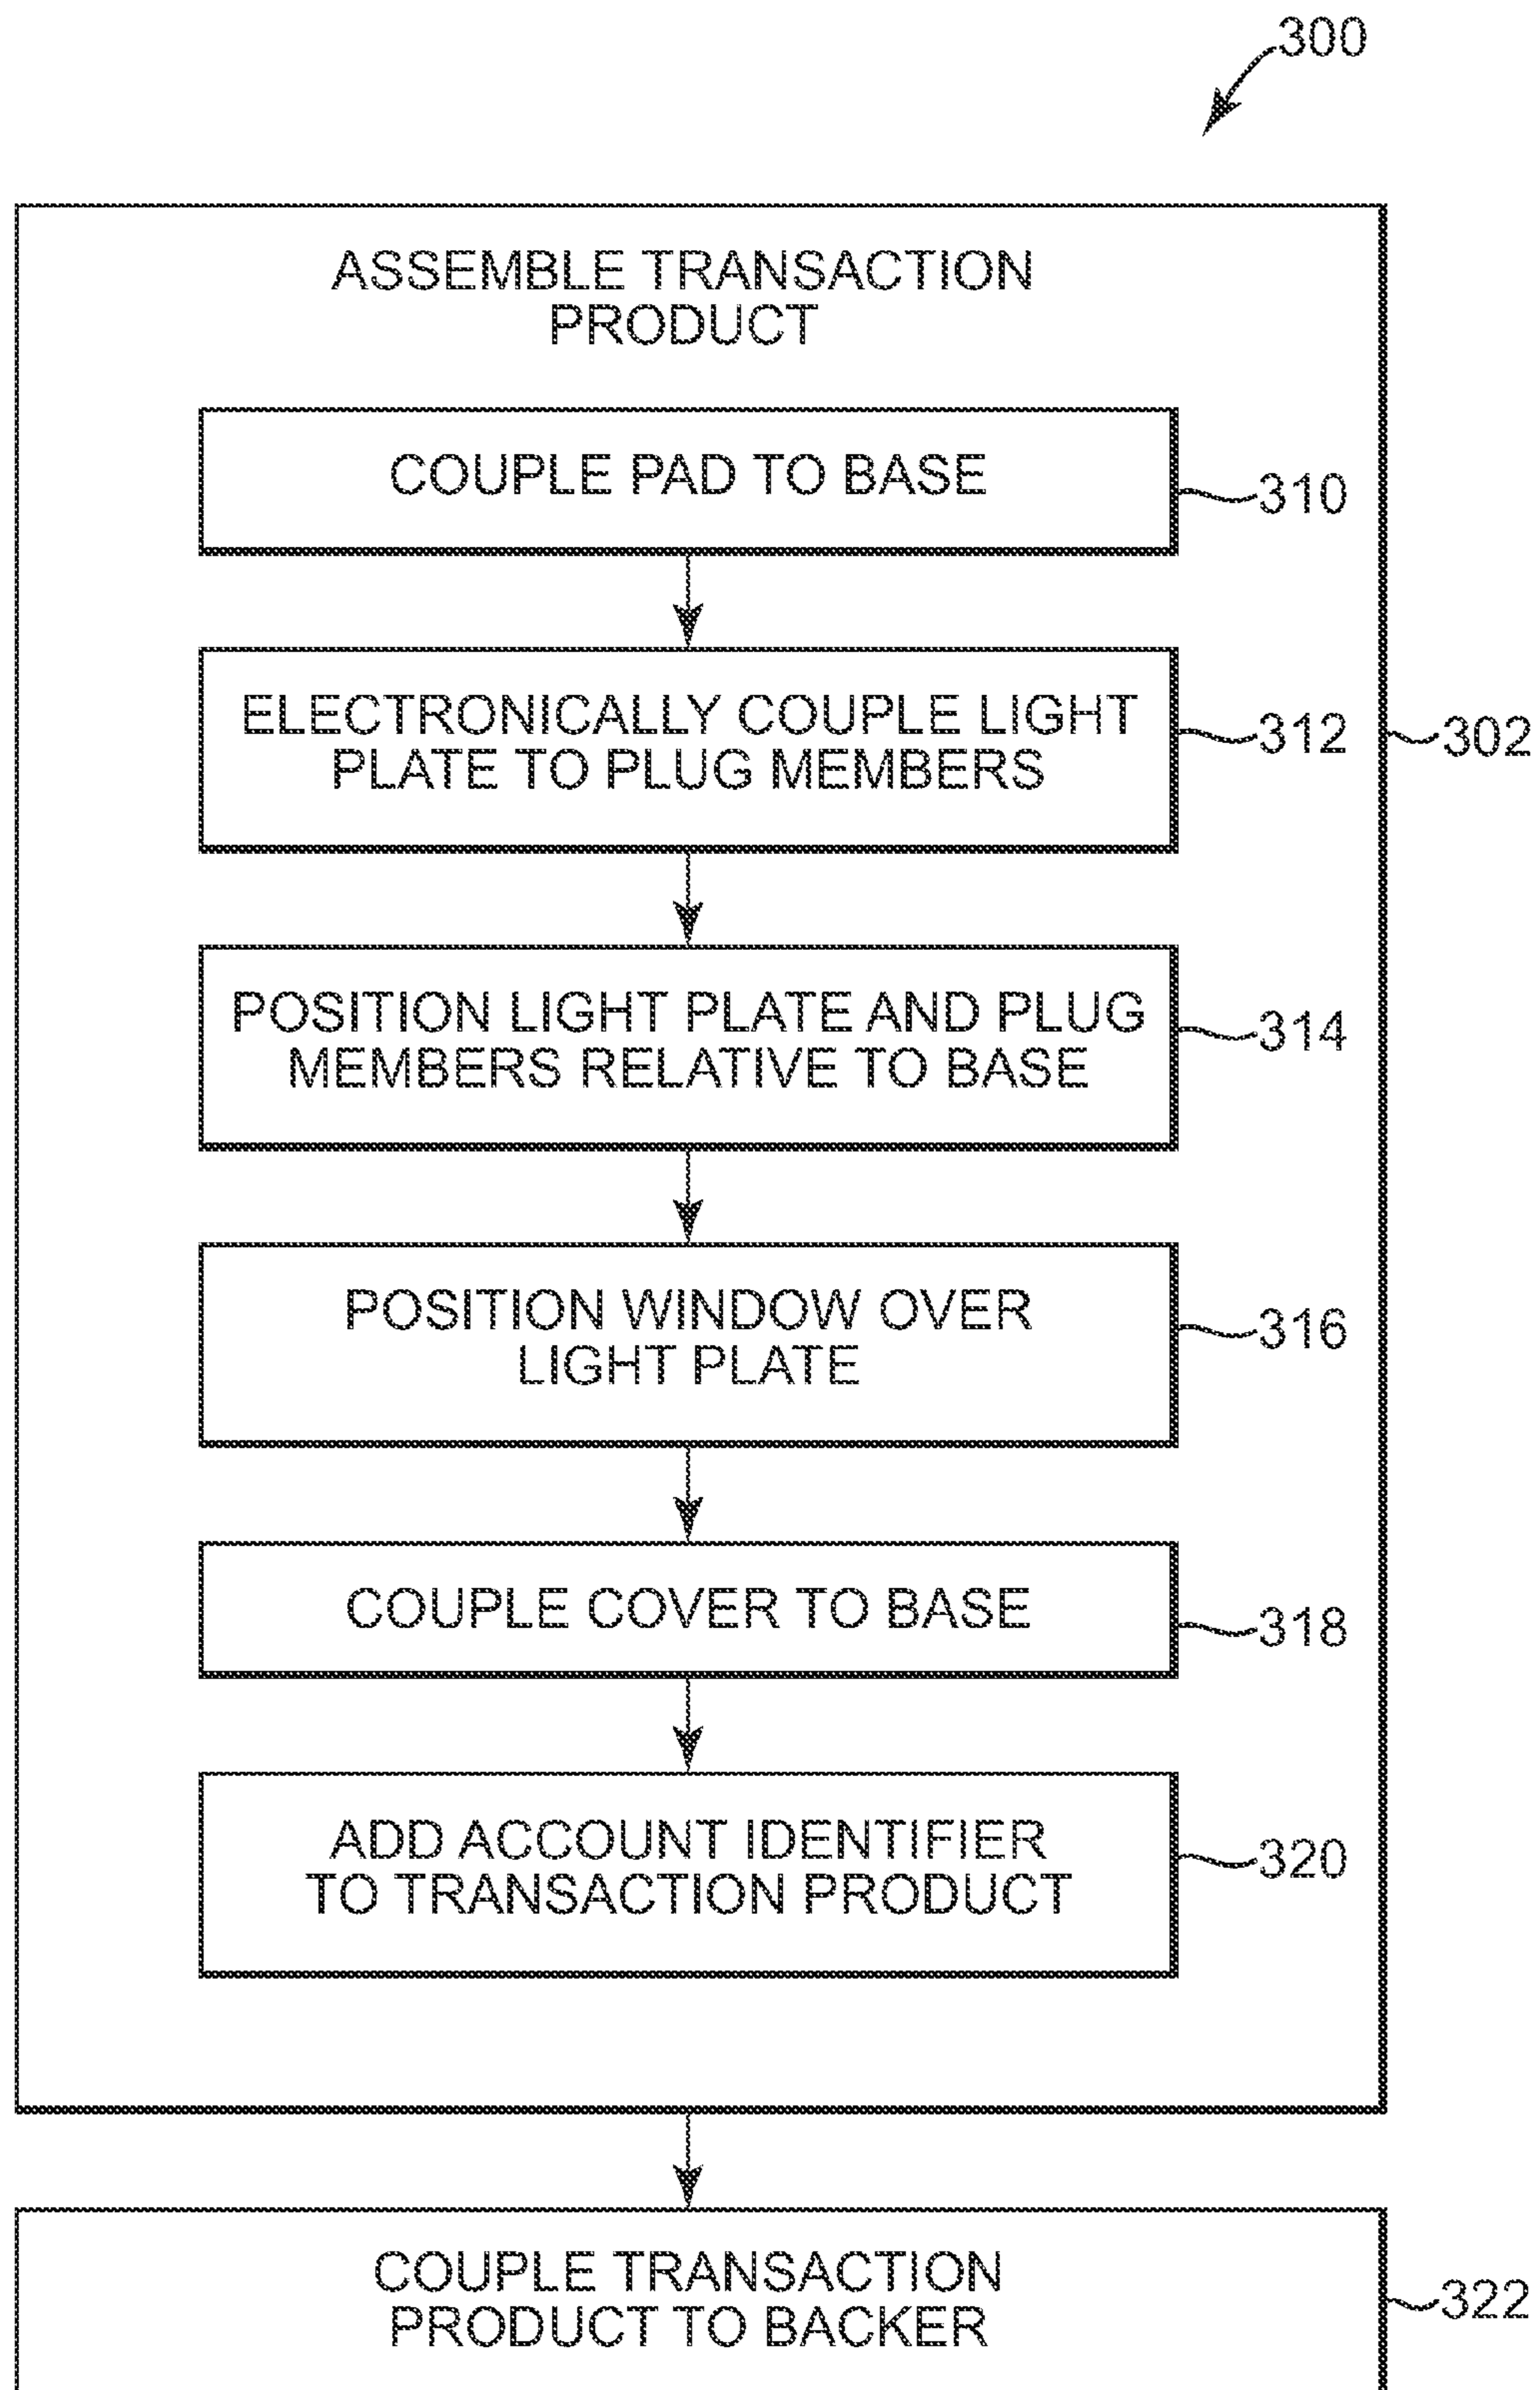 300
ASSEMBLE TRANSACTION
PRODUCT
COUPLE PAD TO BASE
310
ELECTRONICALLY COUPLE LIGHT
PLATE TO PLUG MEMBERS
312
302
POSITION LIGHT PLATE AND PLUG
MEMBERS RELATIVE TO BASE
314
POSITION WINDOW OVER
LIGHT PLATE
316
COUPLE COVER TO BASE
318
ADD ACCOUNT IDENTIFIER
TO TRANSACTION PRODUCT
320
COUPLE TRANSACTION
PRODUCT TO BACKER
322